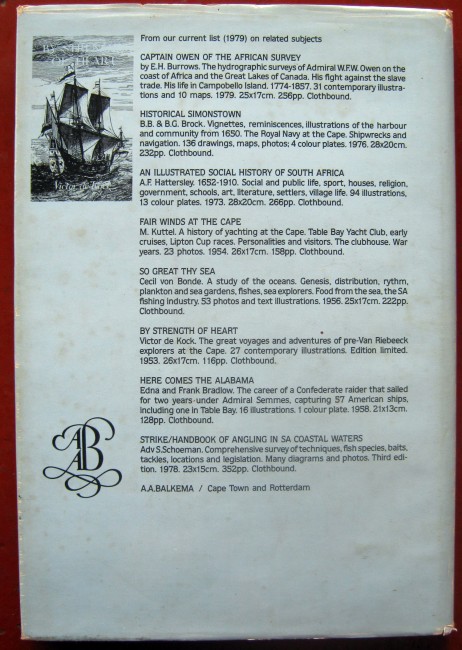 From our current list (1979) on related subjects
BY STRENGTH
OF HEART
Victor de Kock
CAPTAIN OWEN OF THE AFRICAN SURVEY
by E.H. Burrows. The hydrographic surveys of Admiral W.F.W. Owen on the
coast of Africa and the Great Lakes of Canada. His fight against the slave
trade. His life in Campobello Island. 1774-1857. 31 contemporary illustra-
tions and 10 maps. 1979. 25x17cm. 256pp. Clothbound.
HISTORICAL SIMONSTOWN
B.B. & B.G. Brock. Vignettes, reminiscences, illustrations of the harbour
and community from 1650. The Royal Navy at the Cape. Shipwrecks and
navigation. 136 drawings, maps, photos; 4 colour plates. 1976. 28x20cm.
232pp. Clothbound.
AN ILLUSTRATED SOCIAL HISTORY OF SOUTH AFRICA
A.F. Hattersley. 1652-1910. Social and public life, sport, houses, religion,
government, schools, art, literature, settlers, village life. 94 illustrations,
13 colour plates. 1973. 28x20cm. 266pp. Clothbound.
FAIR WINDS AT THE CAPE
M. Kuttel. A history of yachting at the Cape. Table Bay Yacht Club, early
cruises, Lipton Cup races. Personalities and visitors. The clubhouse. War
years. 23 photos. 1954. 26x17cm. 158pp. Clothbound.
SO GREAT THY SEA
Cecil von Bonde. A study of the oceans. Genesis, distribution, rythm,
plankton and sea gardens, fishes, sea explorers. Food from the sea, the SA
fishing industry. 53 photos and text illustrations. 1956. 25x17cm. 222pp.
Clothbound.
BY STRENGTH OF HEART
Victor de Kock. The great voyages and adventures of pre-Van Riebeeck
explorers at the Cape. 27 contemporary illustrations. Edition limited.
1953. 26x17cm. 116pp. Clothbound.
HERE COMES THE ALABAMA
Edna and Frank Bradlow. The career of a Confederate raider that sailed
for two years under Admiral Semmes, capturing 57 American ships,
including one in Table Bay. 16 illustrations. 1 colour plate. 1958. 21x13cm.
128pp. Clothbound.
STRIKE/HANDBOOK OF ANGLING IN SA COASTAL WATERS
Adv S.Schoeman. Comprehensive survey of techniques, fish species, baits,
tackles, locations and legislation. Many diagrams and photos. Third edi-
tion. 1978. 23x15cm. 352pp. Clothbound.
AB
A.A.BALKEMA / Cape Town and Rotterdam